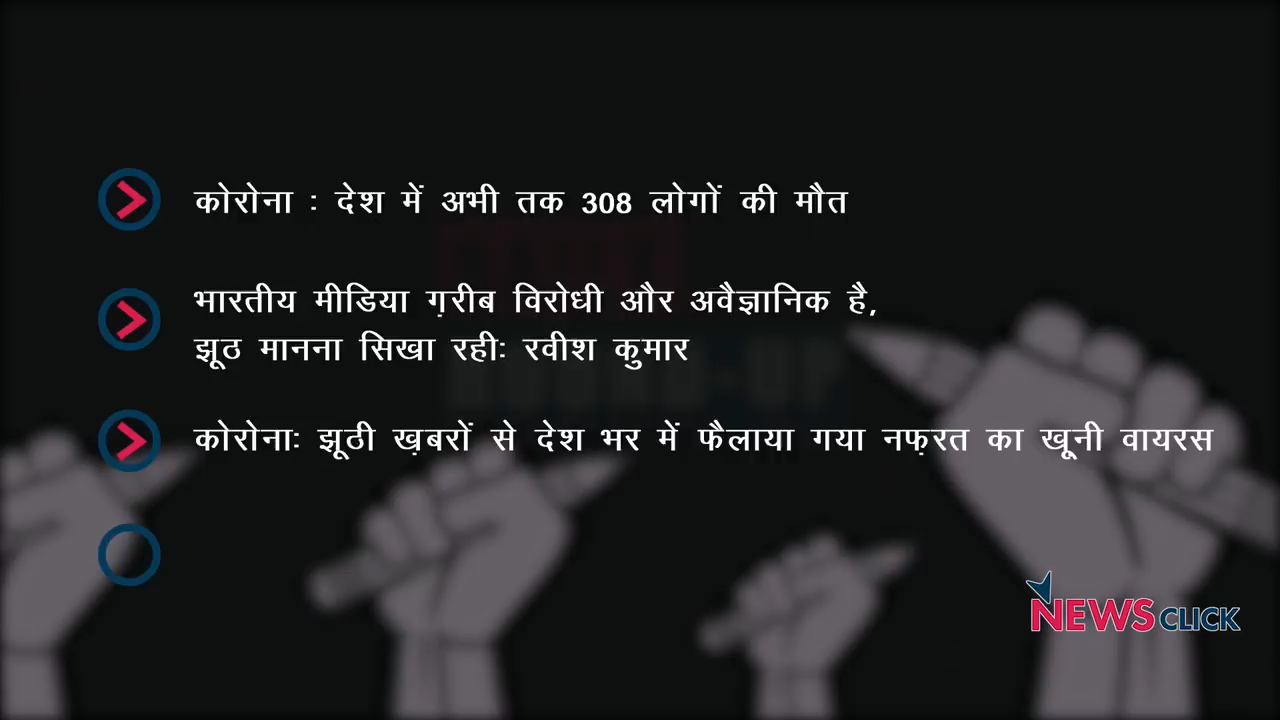 कोरोना : देश में अभी तक 308 लोगों की मौत
भारतीय मीडिया ग़रीब विरोधी और अवैज्ञानिक है,
झूठ मानना सिखा रहीः रवीश कुमार
कोरोनाः झूठी ख़बरों से देश भर में फैलाया गया नफ़रत का खूनी वायरस
NEWSCLICK